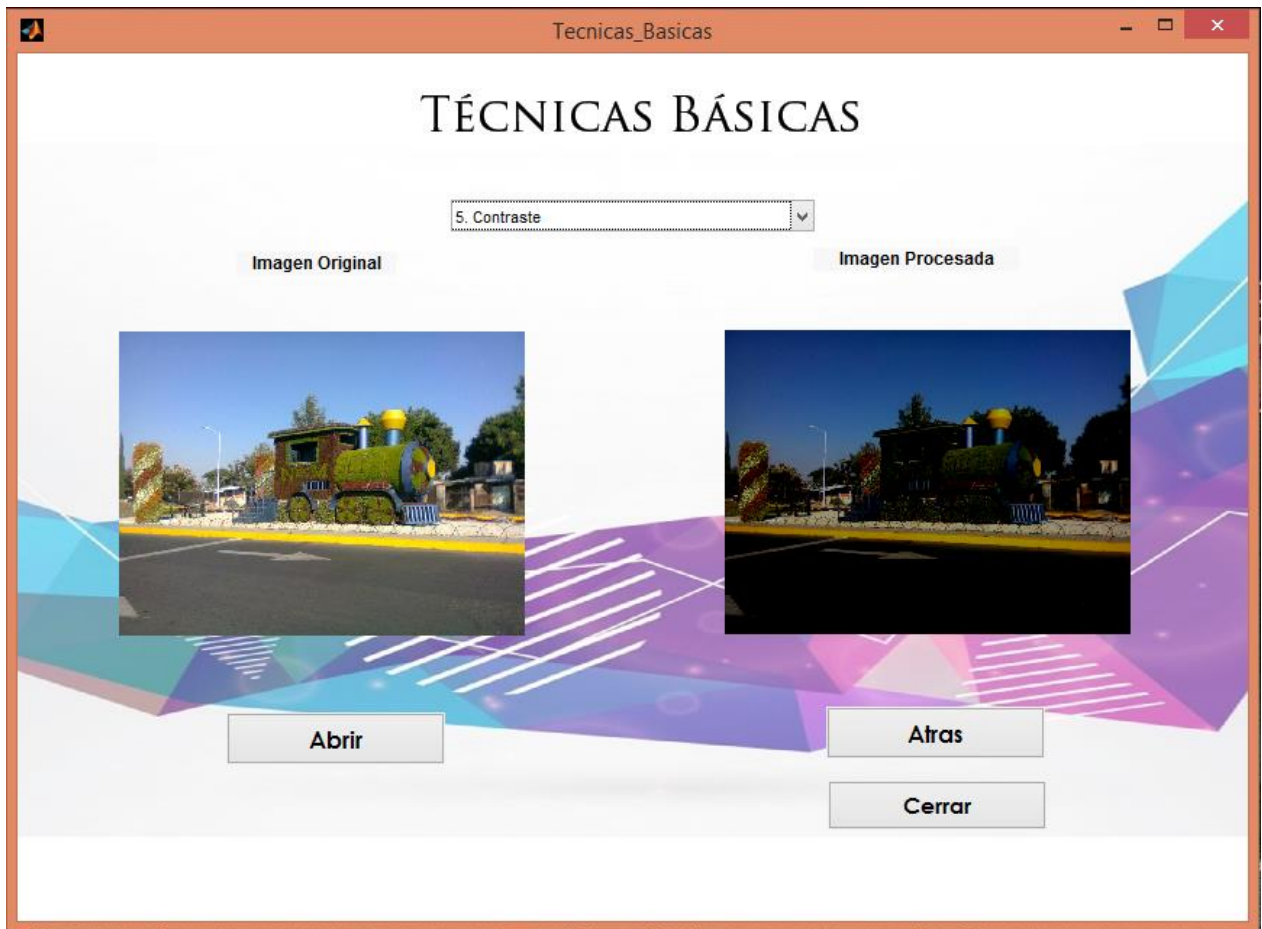 Tecnicas_Basicas
TÉCNICAS BÁSICAS
5. Contraste
Imagen Original
Imagen Procesada
Abrir
Atras
Cerrar